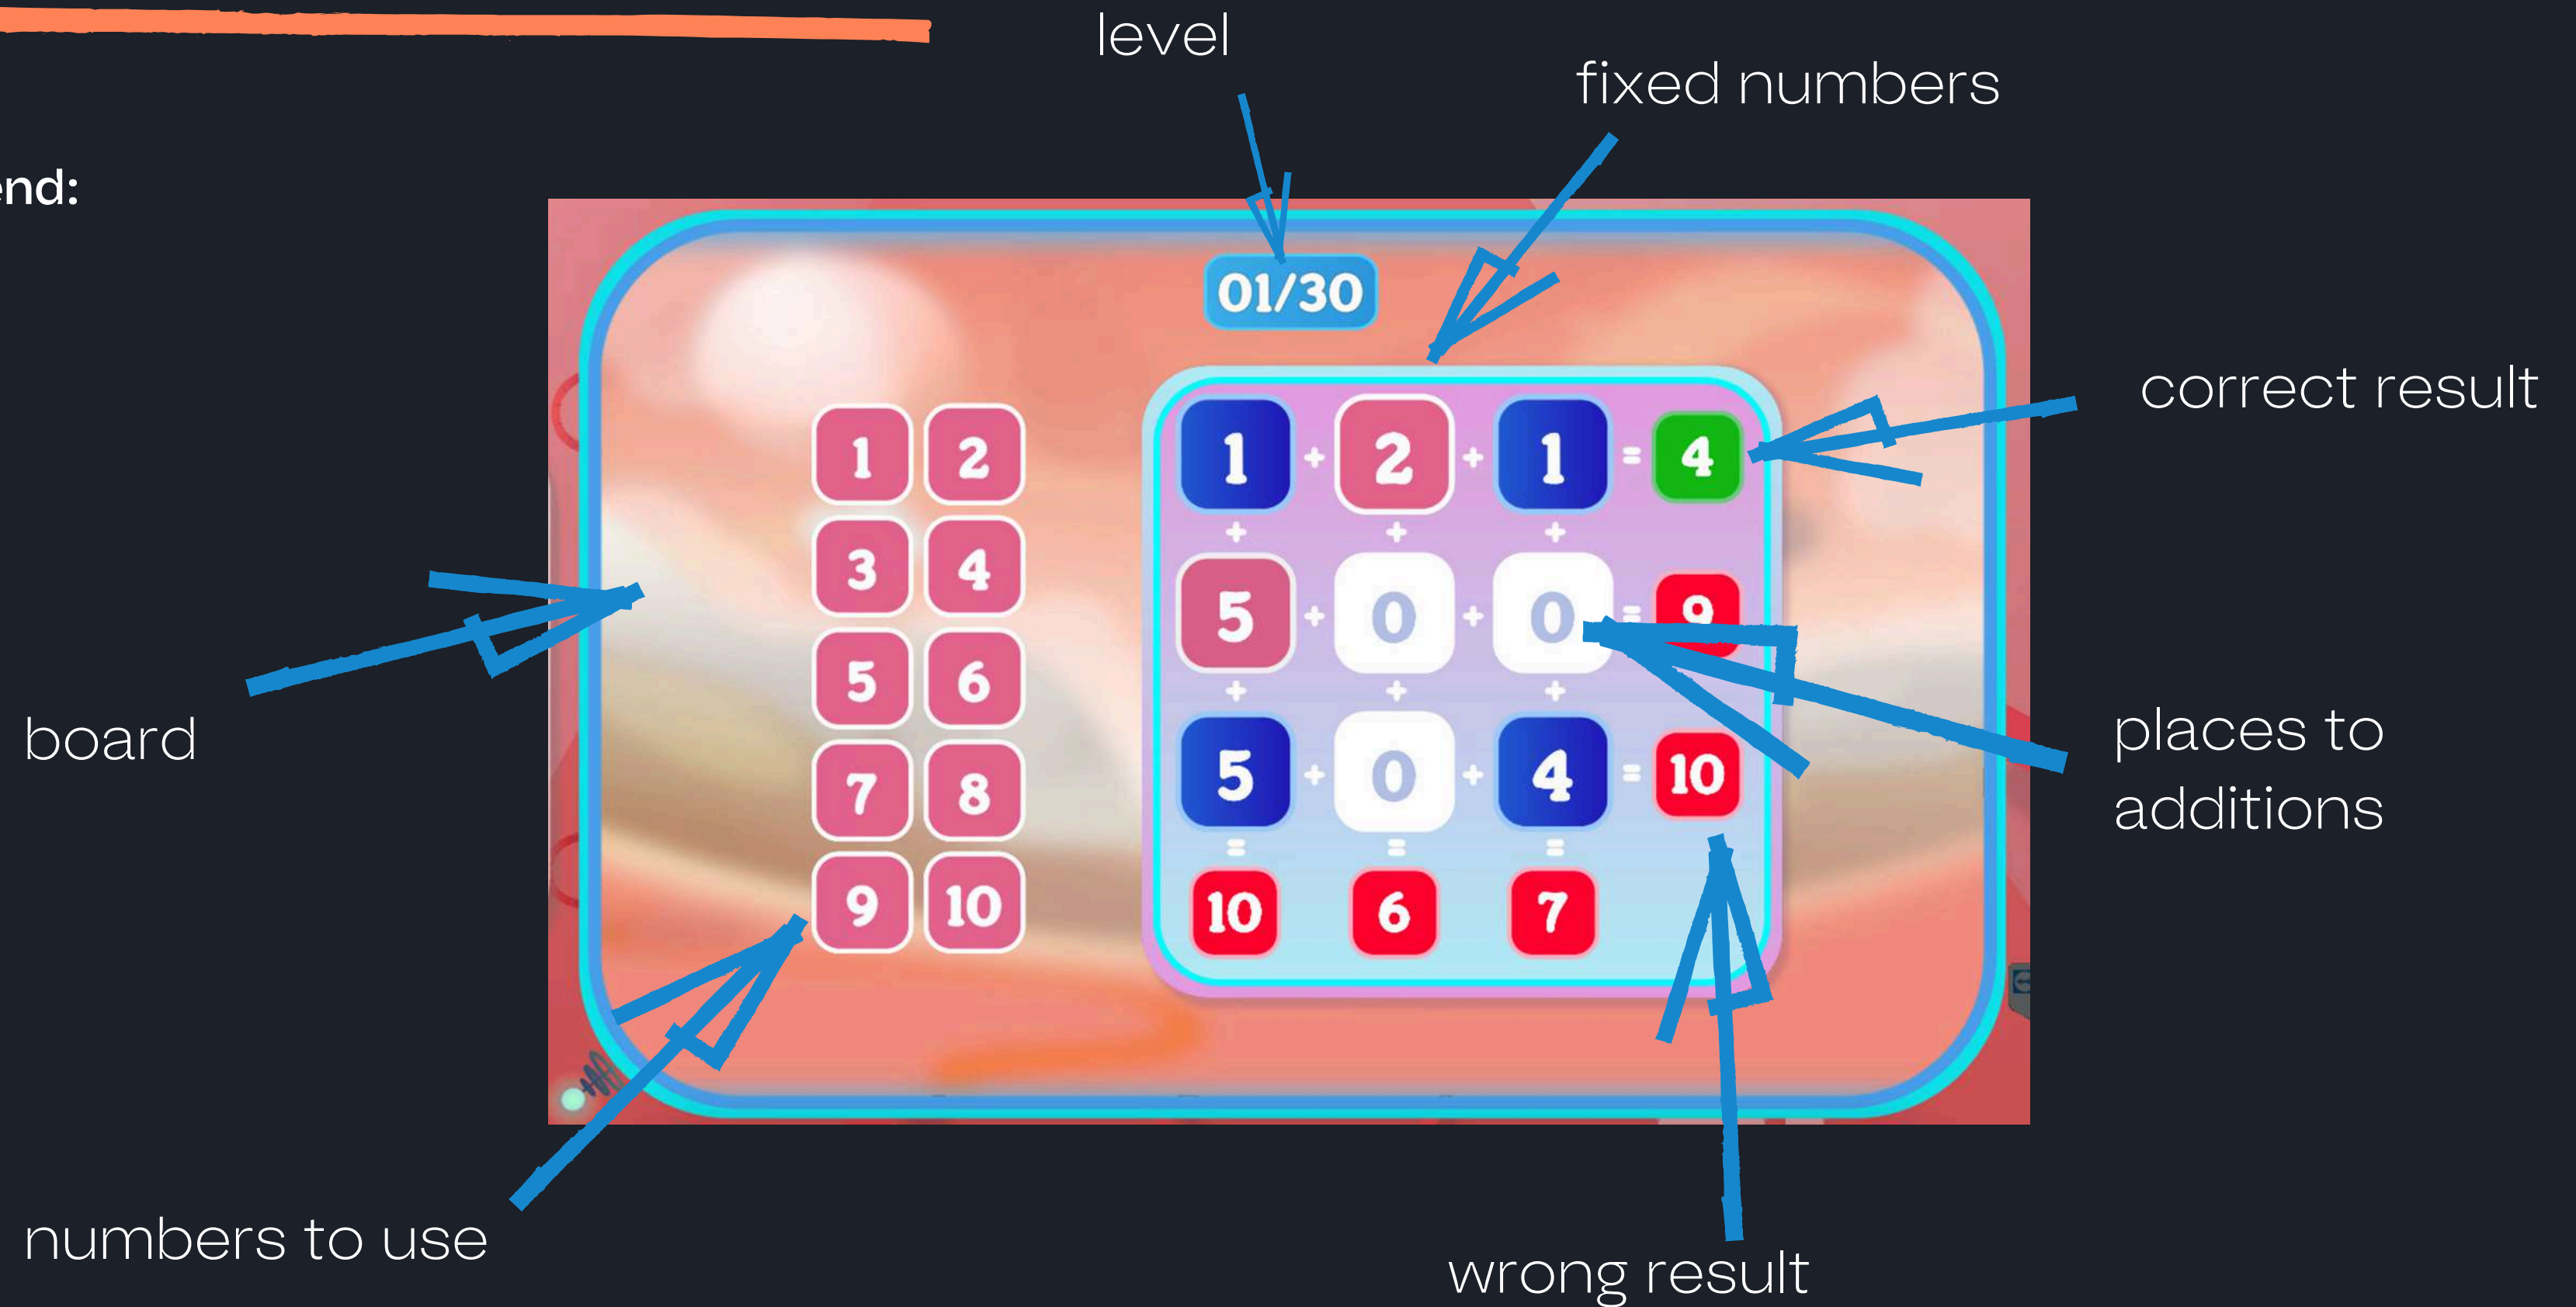 level
fixed numbers
end:
01/30
correct result
1 2
1 + 2 + 1 = 4
+ + +
3 4
5 + 0 + 0 = 9
5 6
+ + +
board
places to
additions
7 8
5 + 0 + 4 = 10
= = =
9 10
10 6 7
numbers to use
wrong result